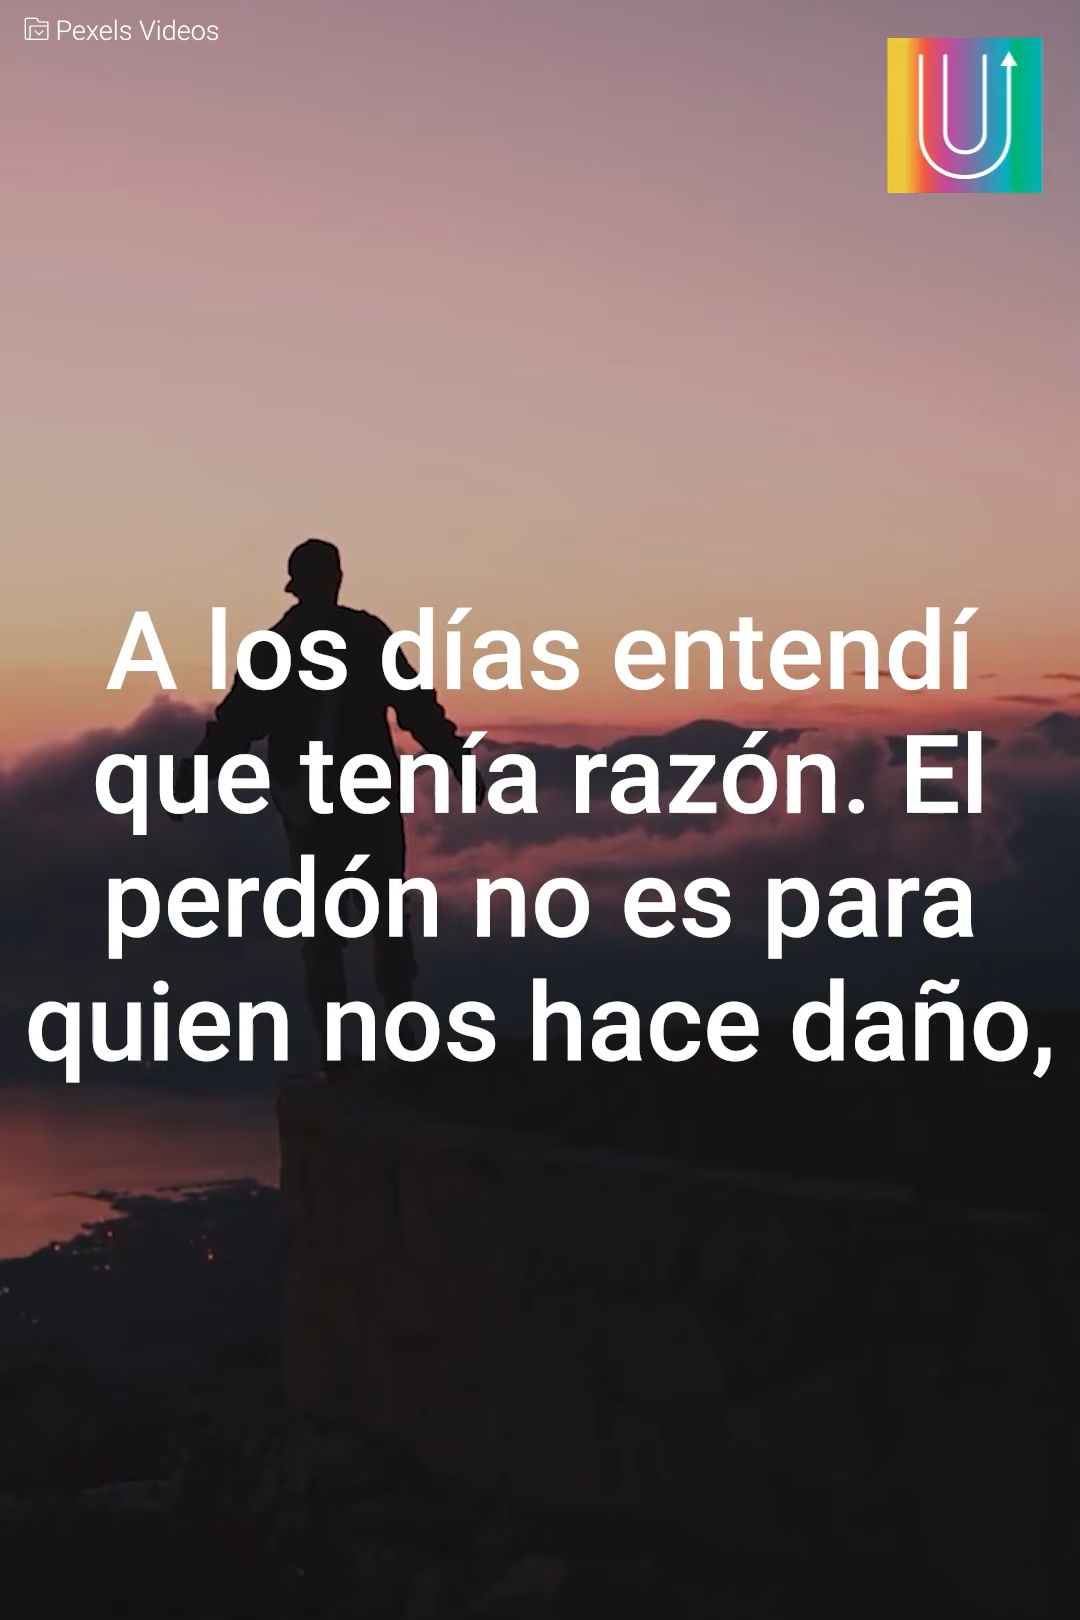 Pexels Videos
U
A los días entendí
que tenía razón. El
perdón no es para
quien nos hace daño,